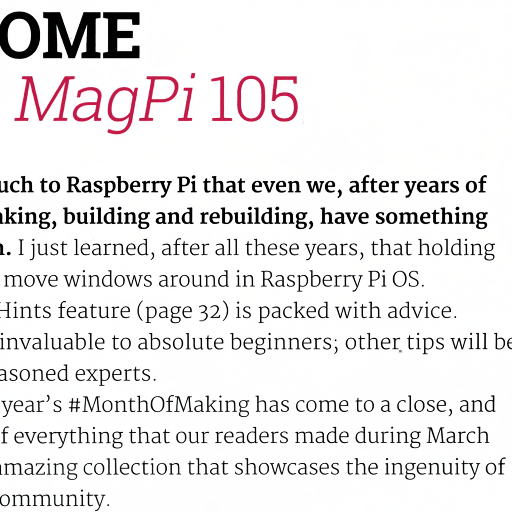 OME
MagPi 105
uch to Raspberry Pi that even we, after years of
aking, building and rebuilding, have something
n. I just learned, after all these years, that holding
move windows around in Raspberry Pi OS.
Hints feature (page 32) is packed with advice.
invaluable to absolute beginners; other tips will be
asoned experts.
year’s #MonthOfMaking has come to a close, and
f everything that our readers made during March
amazing collection that showcases the ingenuity of
ommunity.